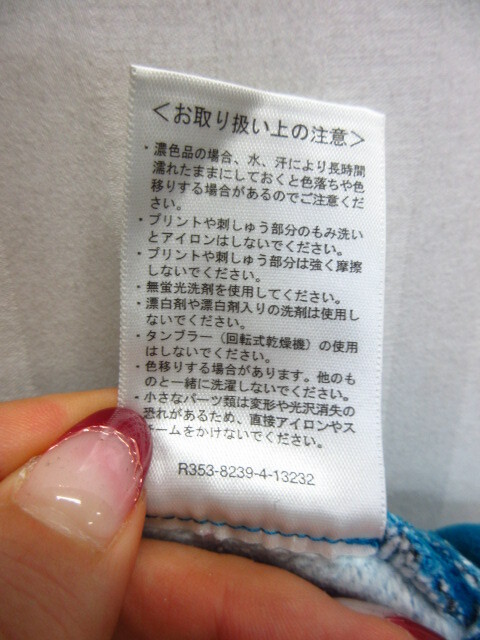 ＜お取り扱い上の注意＞
・濃色品の場合、水、汗により長時間
濡れたままにしておくと色落ちや色
移りする場合があるのでご注意くだ
さい。
・プリントや刺しゅう部分のもみ洗い
とアイロンはしないでください。
・プリントや刺しゅう部分は強く摩擦
しないでください。
・無蛍光洗剤を使用してください。
・漂白剤や漂白剤入りの洗剤は使用し
ないでください。
・タンブラー（回転式乾燥機）の使用
はしないでください。
・色移りする場合があります。他のも
のと一緒に洗濯しないでください。
・小さなパーツ類は変形や光沢消失の
恐れがあるため、直接アイロンやス
チームをかけないでください。
R353-8239-4-13232